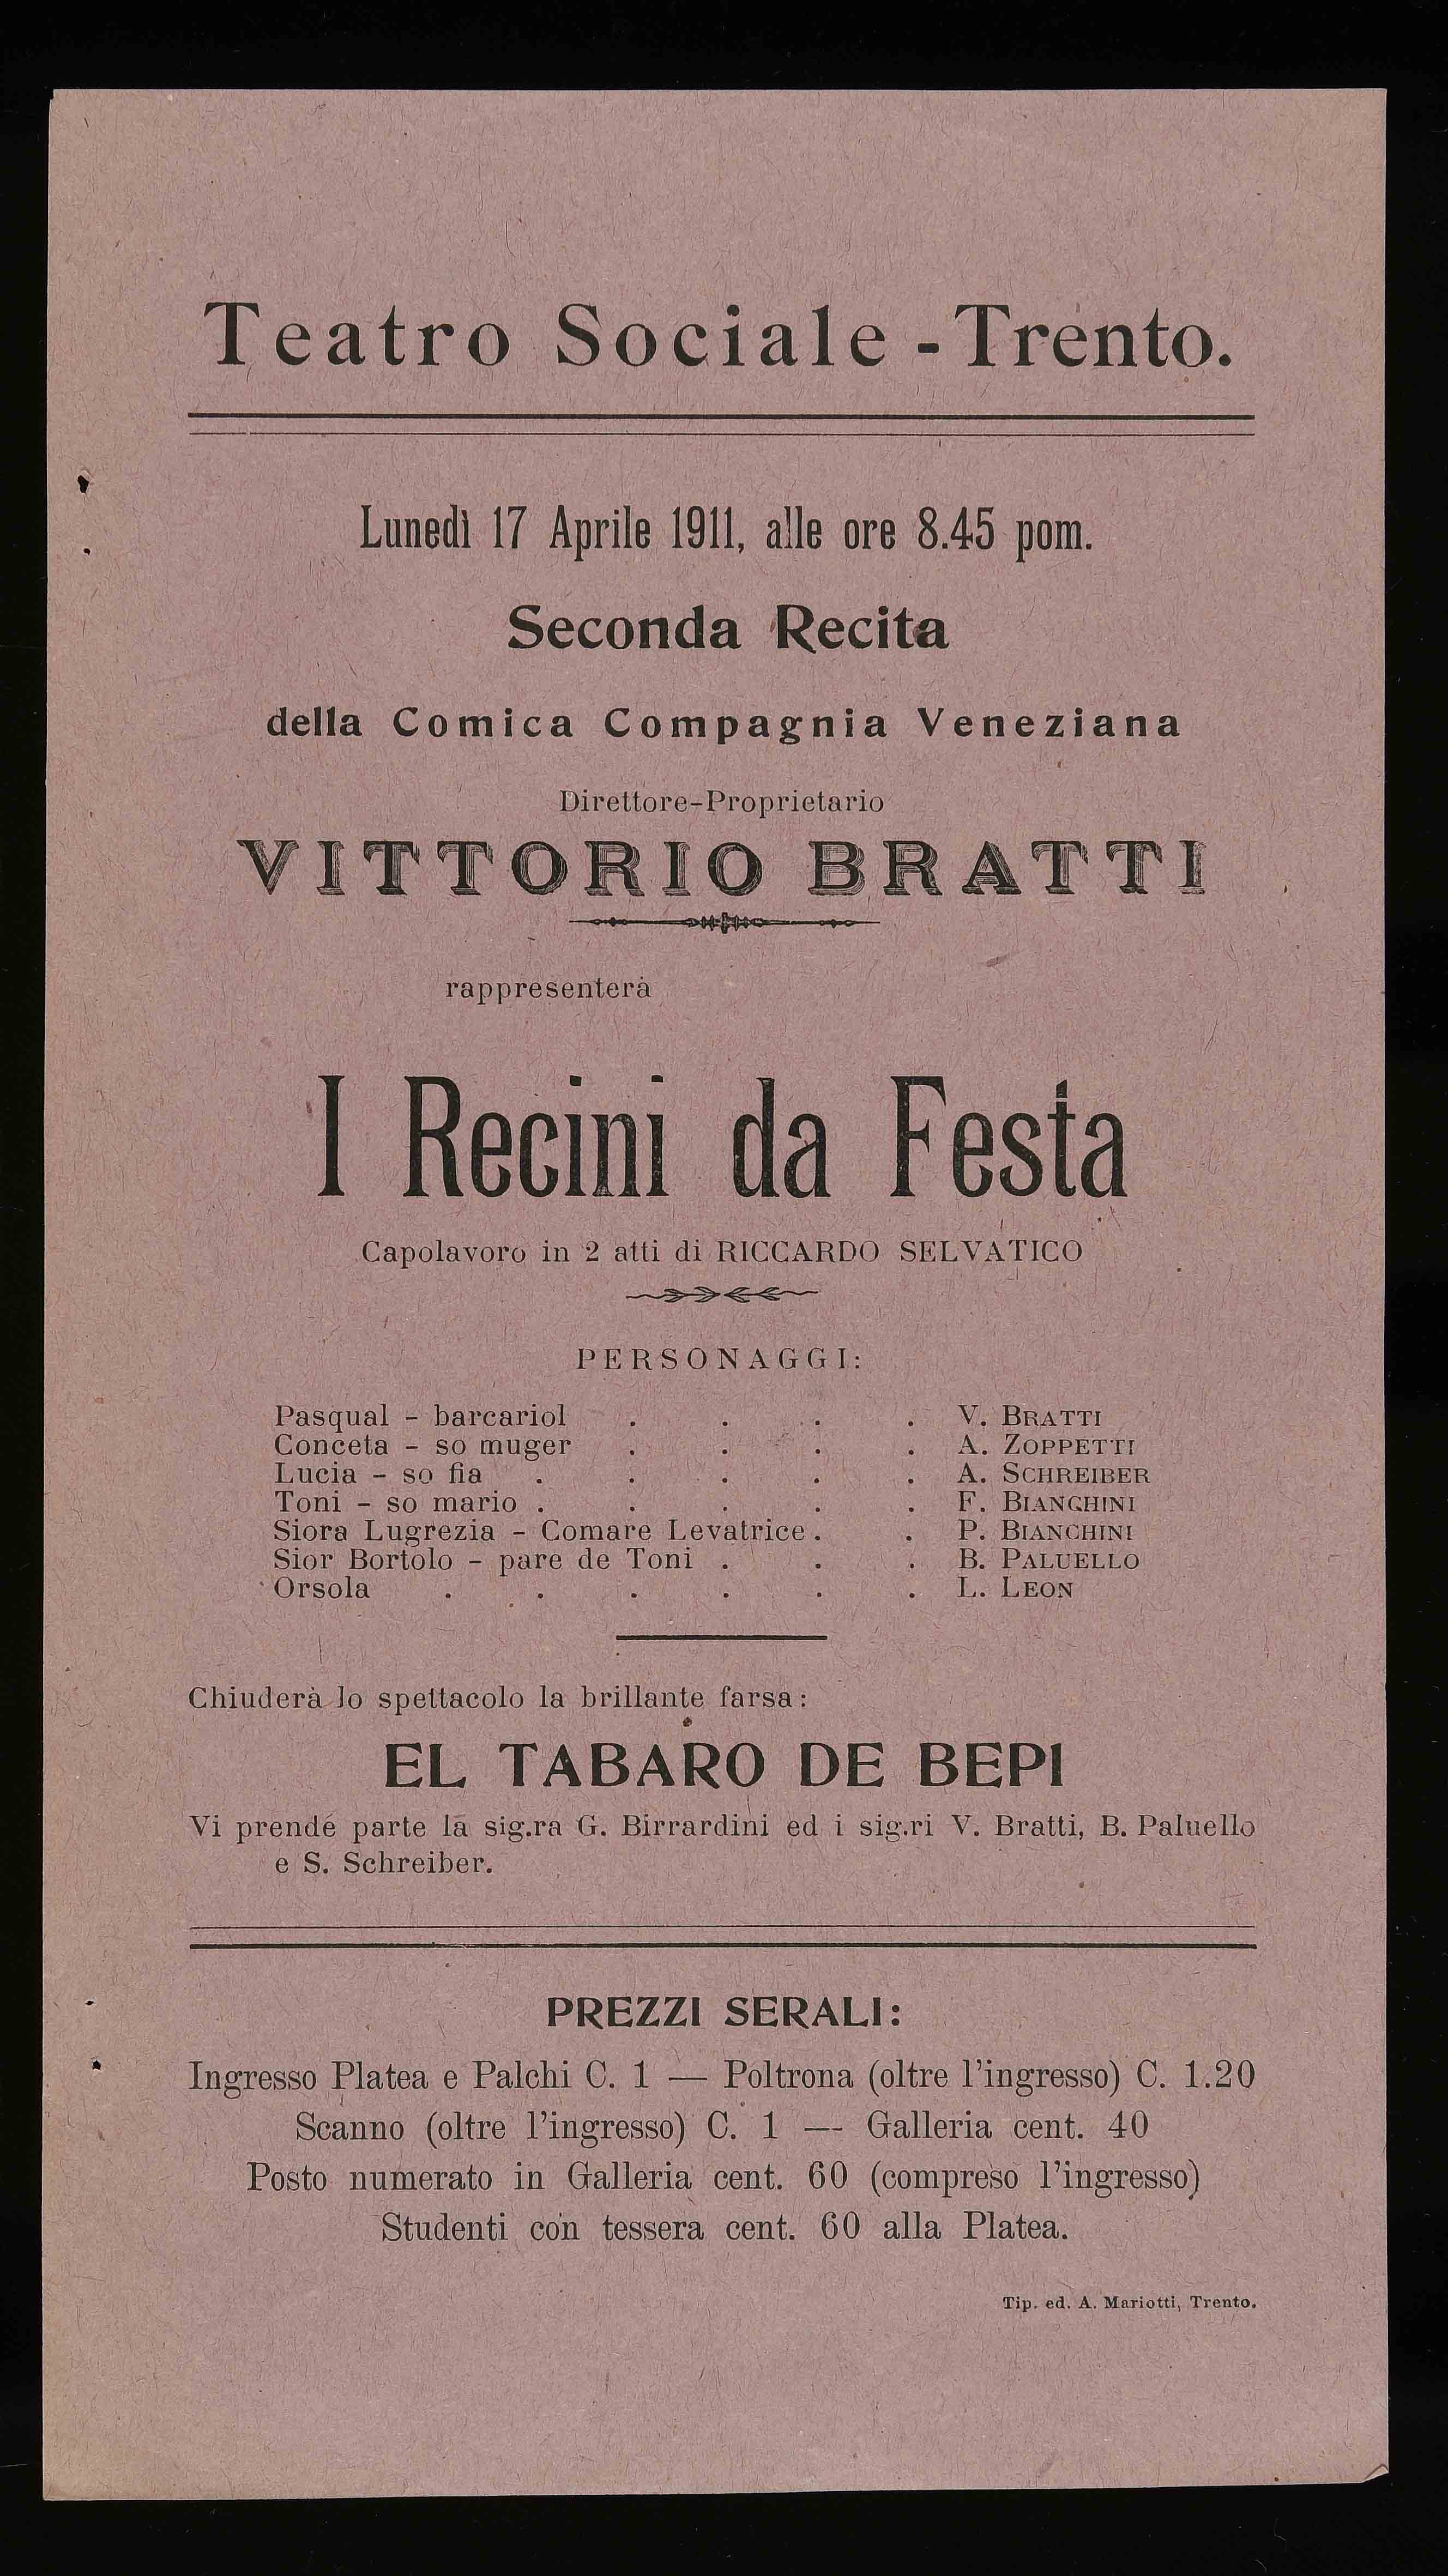 Teatro Sociale - Trento.
Lunedì 17 Aprile 1911, alle ore 8.45 pom.
Seconda Recita
della Comica Compagnia Veneziana
Direttore-Proprietario
VITTORIO BRATTI
rappresenterà
I Recini da Festa
Capolavoro in 2 atti di RICCARDO SELVATICO
PERSONAGGI:
Pasqual - barcariol . . . . V. BRATTI
Conceta - so muger . . . . A. ZOPPETTI
Lucia - so fia . . . . . A. SCHREIBER
Toni - so mario . . . . . F. BIANCHINI
Siora Lugrezia - Comare Levatrice . . P. BIANCHINI
Sior Bortolo - pare de Toni . . . B. PALUELLO
Orsola . . . . . . L. LEON
Chiuderà lo spettacolo la brillante farsa:
EL TABARO DE BEPI
Vi prende parte la sig.ra G. Birrardini ed i sig.ri V. Bratti, B. Paluello
e S. Schreiber.
PREZZI SERALI:
Ingresso Platea e Palchi C. 1 — Poltrona (oltre l'ingresso) C. 1.20
Scanno (oltre l'ingresso) C. 1 — Galleria cent. 40
Posto numerato in Galleria cent. 60 (compreso l'ingresso)
Studenti con tessera cent. 60 alla Platea.
Tip. ed. A. Mariotti, Trento.